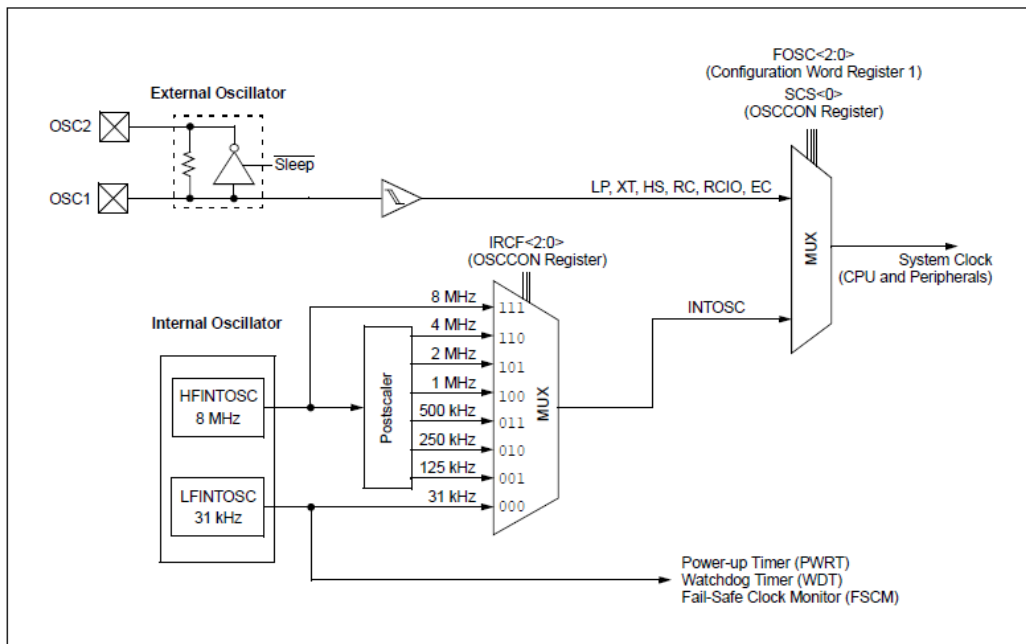 FOSC<2:0>
(Configuration Word Register 1)
SCS<0>
(OSCCON Register)
External Oscillator
OSC2
Sleep
OSC1
LP, XT, HS, RC, RCIO, EC
IRCF<2:0>
(OSCCON Register)
MUX
System Clock
(CPU and Peripherals)
8 MHz
111
INTOSC
Internal Oscillator
4 MHz
110
2 MHz
101
HFINTOSC
8 MHz
Postscaler
1 MHz
100
MUX
500 kHz
011
250 kHz
010
125 kHz
001
LFINTOSC
31 kHz
31 kHz
000
Power-up Timer (PWRT)
Watchdog Timer (WDT)
Fail-Safe Clock Monitor (FSCM)